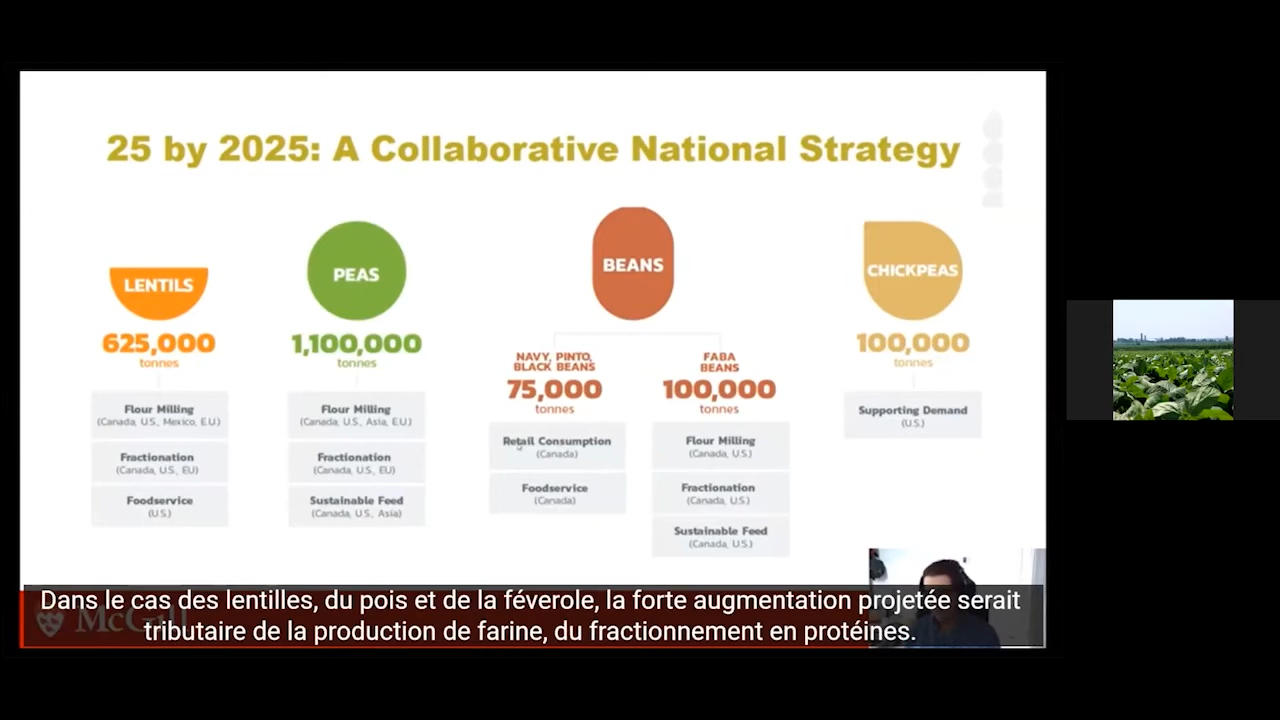 25 by 2025: A Collaborative National Strategy
LENTILS
625,000
tonnes
Flour Milling
(Canada, U.S., Mexico, E.U.)
Fractionation
(Canada, U.S., EU)
Foodservice
(U.S.)
PEAS
1,100,000
tonnes
Flour Milling
(Canada, U.S., Asia, E.U.)
Fractionation
(Canada, U.S., EU)
Sustainable Feed
(Canada, U.S., Asia)
BEANS
NAVY, PINTO,
BLACK BEANS
75,000
tonnes
Retail Consumption
(Canada)
Foodservice
(Canada)
FABA
BEANS
100,000
tonnes
Flour Milling
(Canada, U.S.)
Fractionation
(Canada, U.S.)
Sustainable Feed
(Canada, U.S.)
CHICKPEAS
100,000
tonnes
Supporting Demand
(U.S.)
Dans le cas des lentilles, du pois et de la féverole, la forte augmentation projetée serait
tributaire de la production de farine, du fractionnement en protéines.